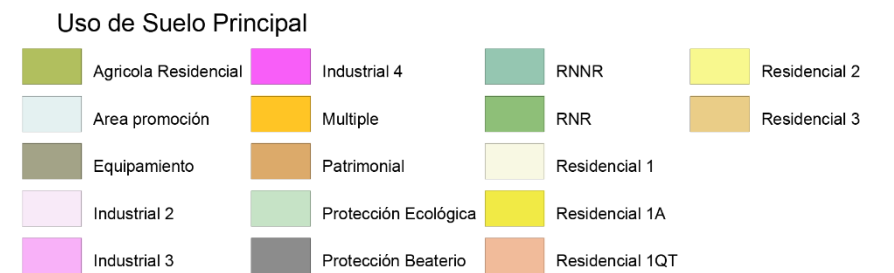 Uso de Suelo Principal
Agricola Residencial
Area promoción
Equipamiento
Industrial 2
Industrial 3
Industrial 4
Multiple
Patrimonial
Protección Ecológica
Protección Beaterio
RNNR
RNR
Residencial 1
Residencial 1A
Residencial 1QT
Residencial 2
Residencial 3